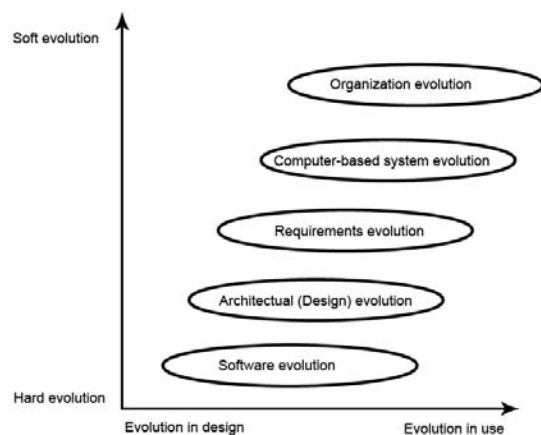 Soft evolution
Organization evolution
Computer-based system evolution
Requirements evolution
Architectual (Design) evolution
Software evolution
Hard evolution
Evolution in design
Evolution in use